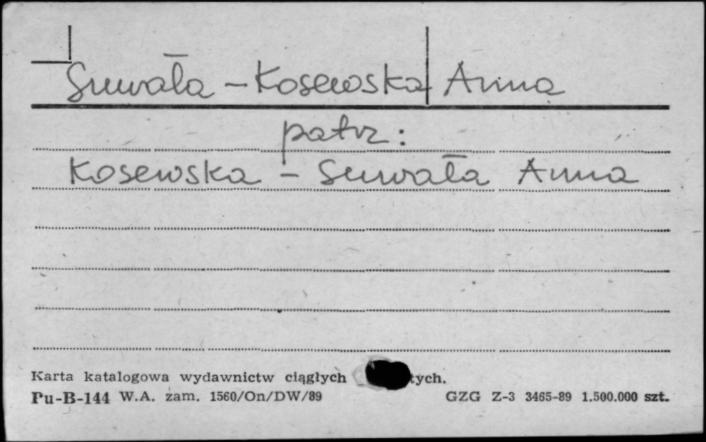 Suwała - Kosewska Anna
patrz:
Kosewska - Suwała Anna
Karta katalogowa wydawnictw ciągłych tych.
Pu-B-144 W.A. zam. 1560/On/DW/89 GZG Z-3 3465-89 1.500.000 szt.